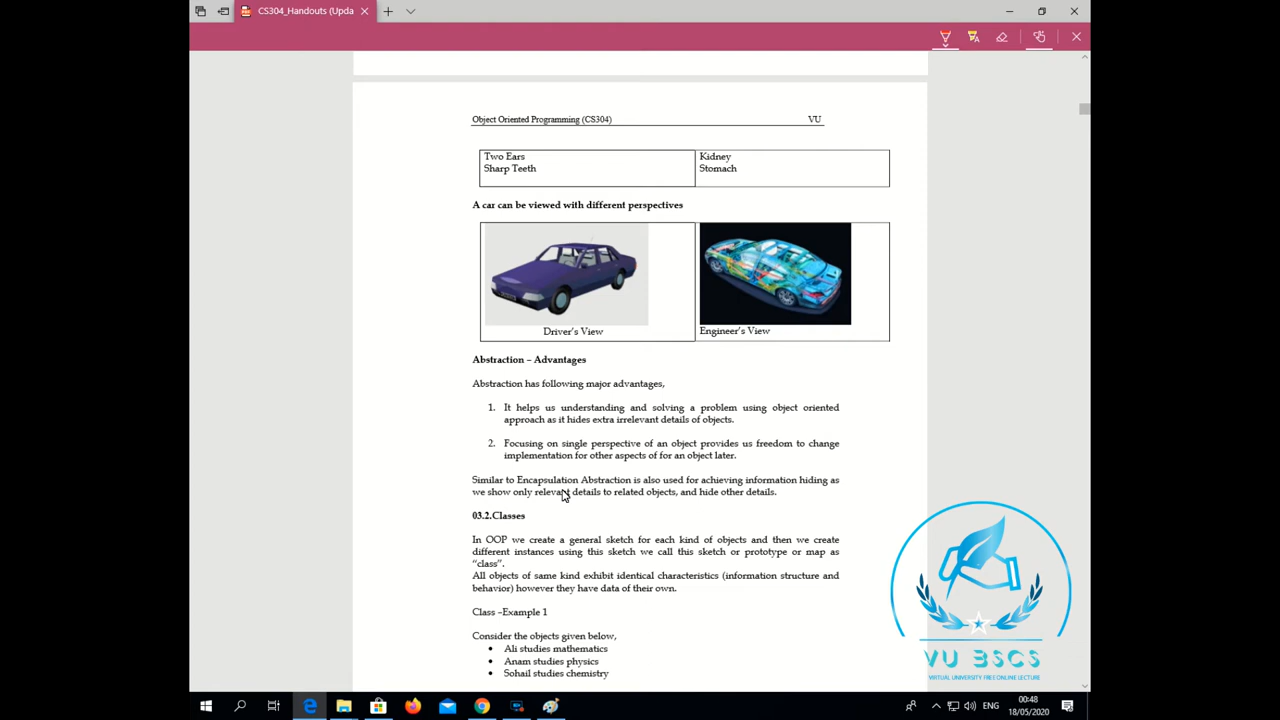 CS304_Handouts (Upda
Object Oriented Programming (CS304) VU
Two Ears
Sharp Teeth
Kidney
Stomach
A car can be viewed with different perspectives
Driver's View
Engineer's View
Abstraction – Advantages
Abstraction has following major advantages,
1. It helps us understanding and solving a problem using object oriented
approach as it hides extra irrelevant details of objects.
2. Focusing on single perspective of an object provides us freedom to change
implementation for other aspects of for an object later.
Similar to Encapsulation Abstraction is also used for achieving information hiding as
we show only relevant details to related objects, and hide other details.
03.2.Classes
In OOP we create a general sketch for each kind of objects and then we create
different instances using this sketch we call this sketch or prototype or map as
“class”.
All objects of same kind exhibit identical characteristics (information structure and
behavior) however they have data of their own.
Class –Example 1
Consider the objects given below,
• Ali studies mathematics
• Anam studies physics
• Sohail studies chemistry
VU BSCS
VIRTUAL UNIVERSITY FREE ONLINE LECTURE
ENG
00:48
18/05/2020